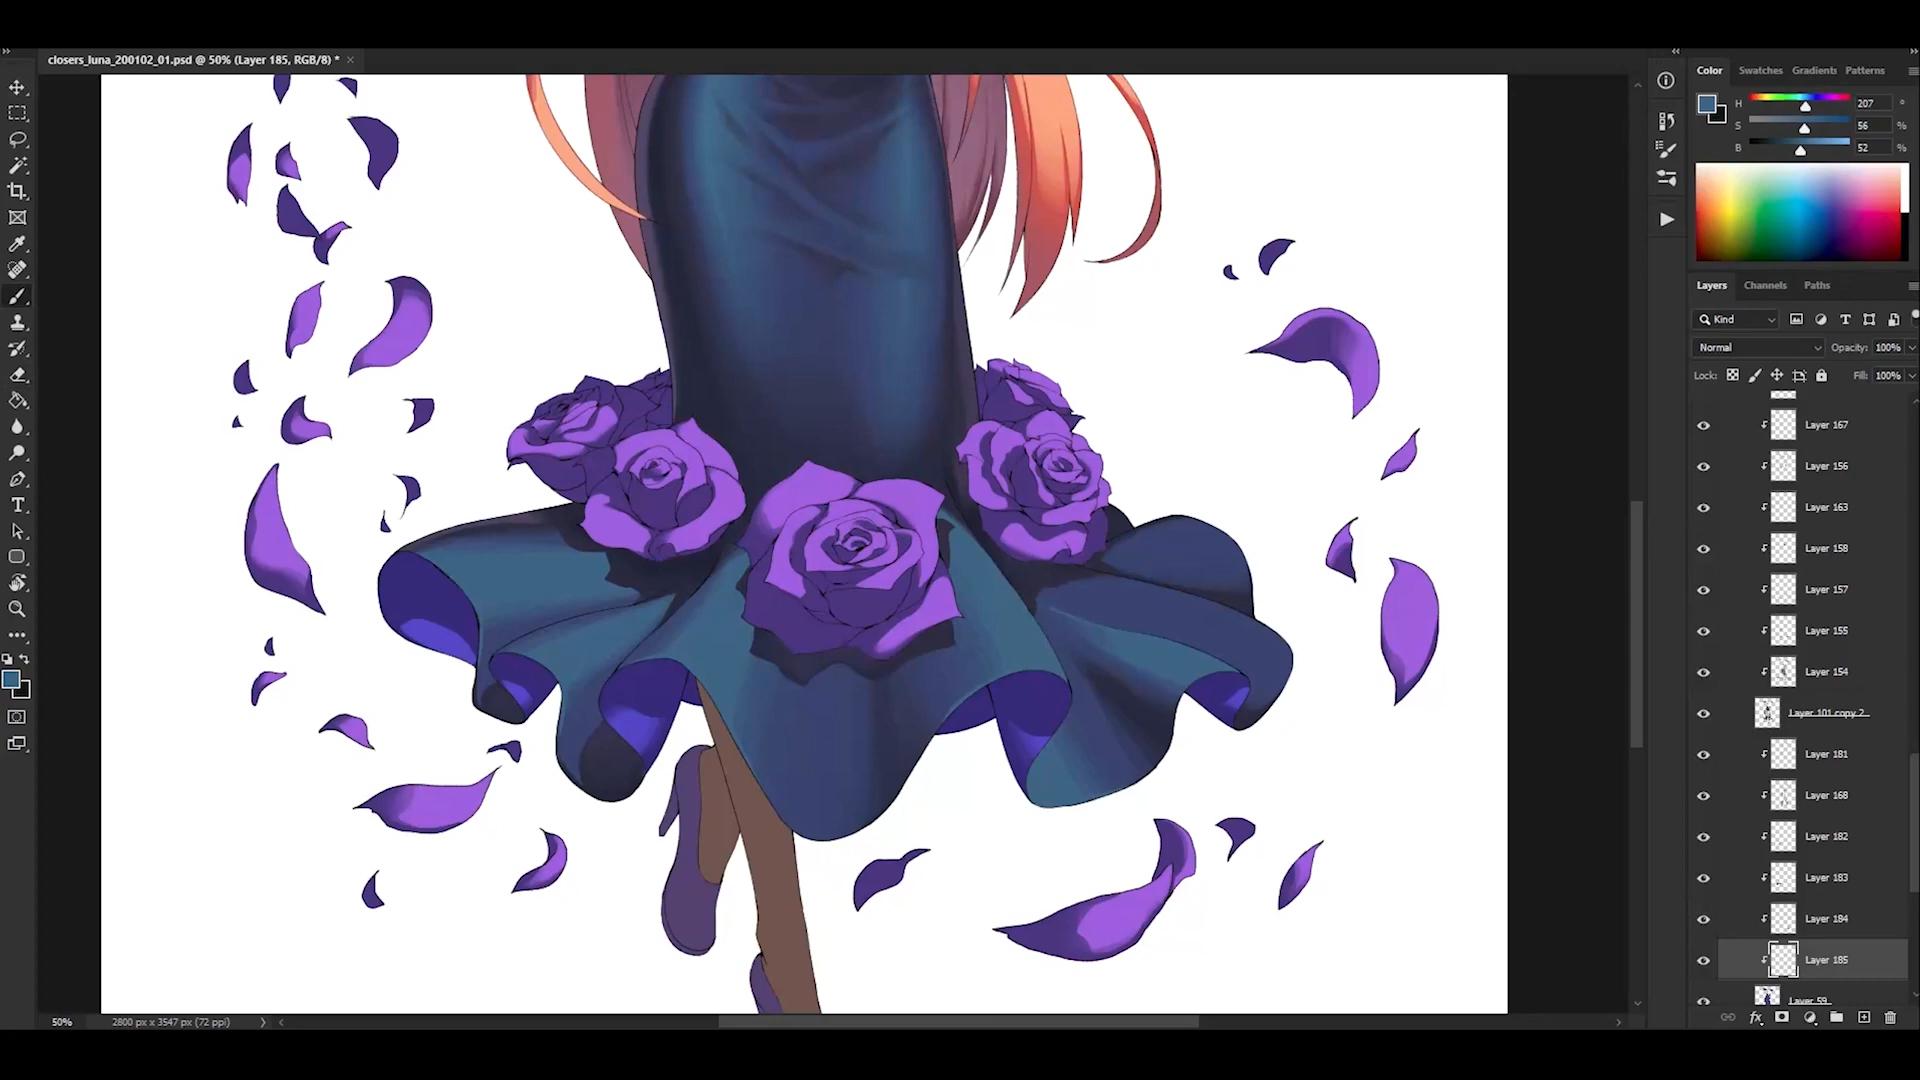 closers_luna_200102_01.psd @ 50% (Layer 185, RGB/8) * ×
Color Swatches Gradients Patterns
H 207 °
S 56 %
B 52 %
Layers Channels Paths
Kind
Normal Opacity: 100%
Lock: Fill: 100%
Layer 167
Layer 156
Layer 163
Layer 158
Layer 157
Layer 155
Layer 154
Layer 101 copy 2
Layer 181
Layer 168
Layer 182
Layer 183
Layer 184
Layer 185
Layer 59
50% 2800 px x 3547 px (72 ppi)